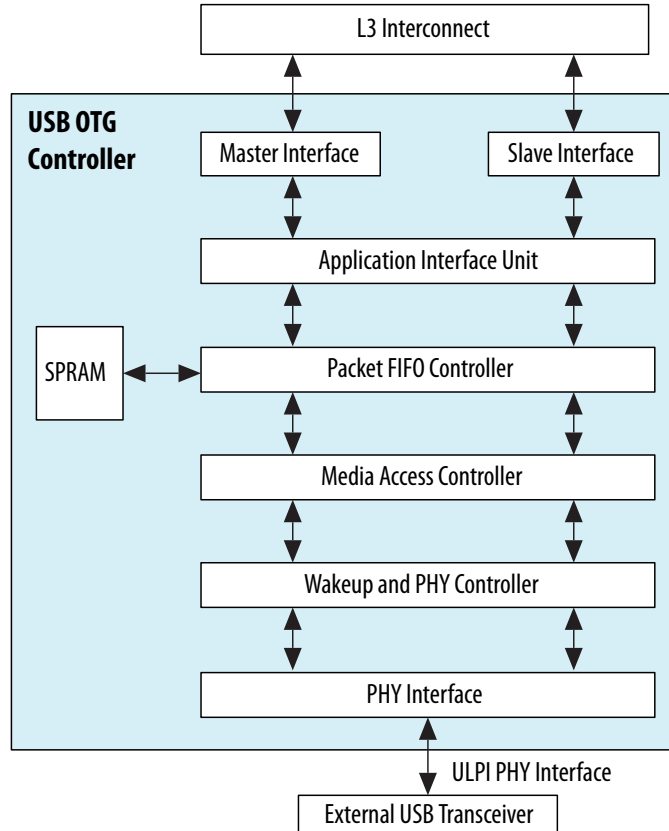 L3 Interconnect
USB OTG
Controller
Master Interface
Slave Interface
Application Interface Unit
SPRAM
Packet FIFO Controller
Media Access Controller
Wakeup and PHY Controller
PHY Interface
ULPI PHY Interface
External USB Transceiver